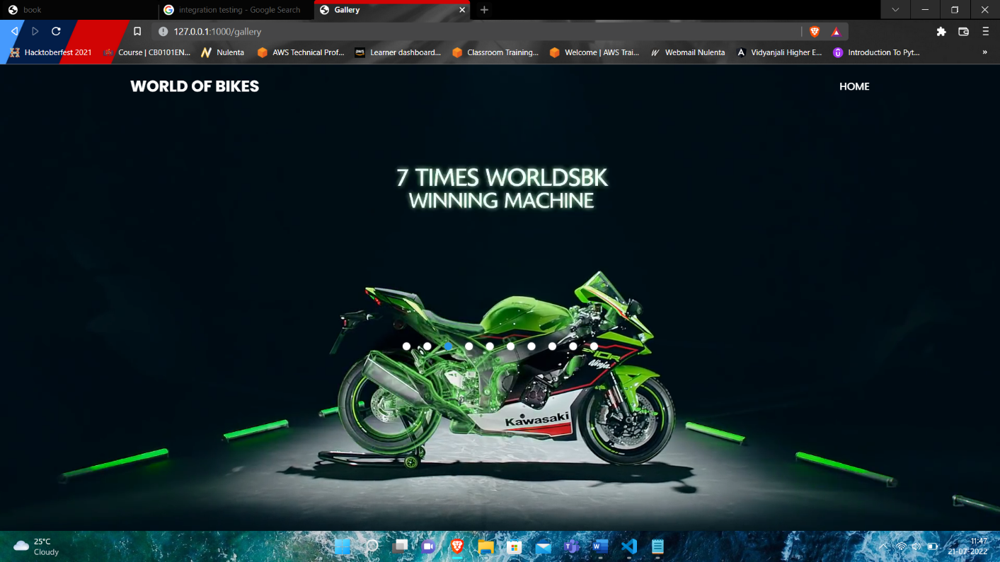 book
integration testing - Google Search
Gallery
127.0.0.1:1000/gallery
Hacktoberfest 2021
Course | CB0101EN...
Nulenta
AWS Technical Prof...
Learner dashboard...
Classroom Training...
Welcome | AWS Trai...
Webmail Nulenta
Vidyanjali Higher E...
Introduction To Pyt...
»
WORLD OF BIKES
HOME
7 TIMES WORLDSBK
WINNING MACHINE
Ninja
Kawasaki
25°C
Cloudy
11:47
21-07-2022